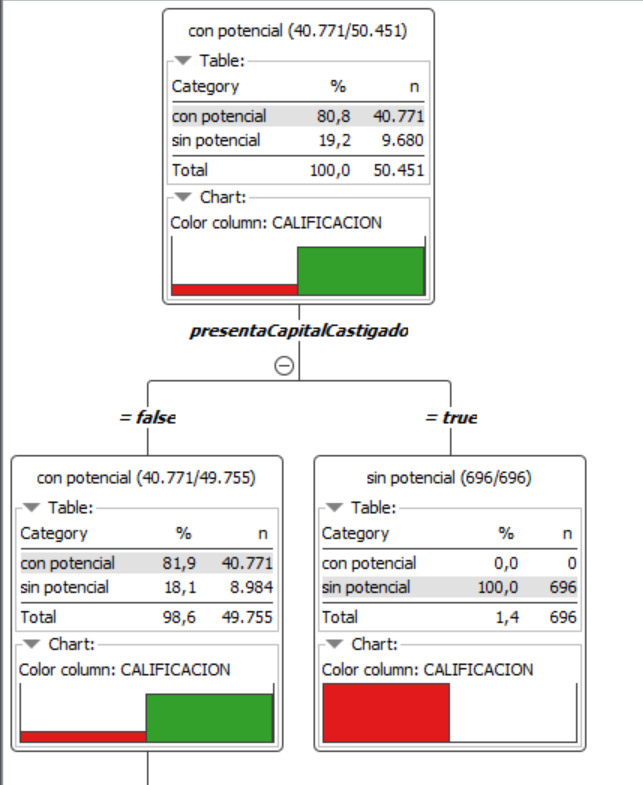 con potencial (40.771/50.451)
Table:
Category % n
con potencial 80,8 40.771
sin potencial 19,2 9.680
Total 100,0 50.451
Chart:
Color column: CALIFICACION
presentaCapitalCastigado
= false
= true
con potencial (40.771/49.755)
Table:
Category % n
con potencial 81,9 40.771
sin potencial 18,1 8.984
Total 98,6 49.755
Chart:
Color column: CALIFICACION
sin potencial (696/696)
Table:
Category % n
con potencial 0,0 0
sin potencial 100,0 696
Total 1,4 696
Chart:
Color column: CALIFICACION